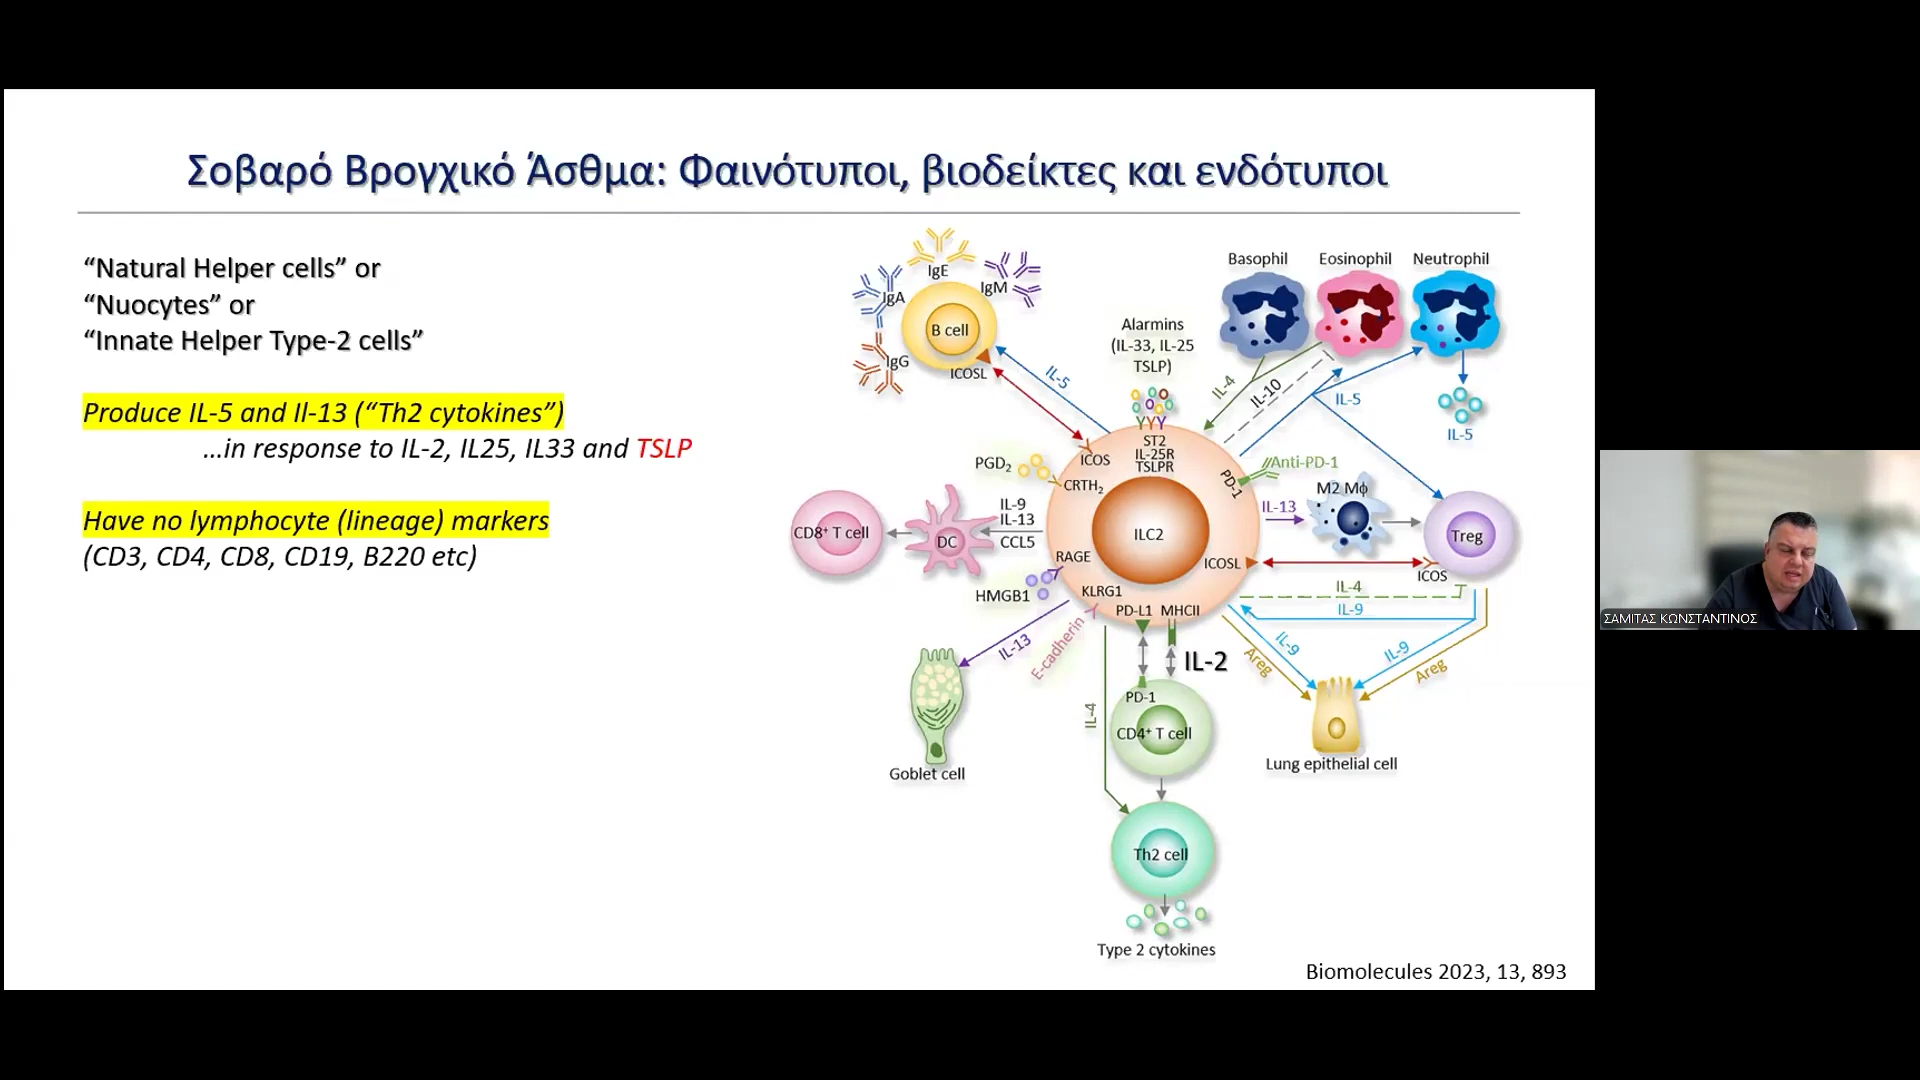 Σοβαρό Βρογχικό Άσθμα: Φαινότυποι, βιοδείκτες και ενδότυποι
“Natural Helper cells” or
“Nuocytes” or
“Innate Helper Type-2 cells”
Produce IL-5 and Il-13 (“Th2 cytokines”)
...in response to IL-2, IL25, IL33 and TSLP
Have no lymphocyte (lineage) markers
(CD3, CD4, CD8, CD19, B220 etc)
IgE
IgA
IgM
B cell
IgG
ICOSL
IL-5
Alarmins
(IL-33, IL-25
TSLP)
Basophil
Eosinophil
Neutrophil
IL-4
IL-10
IL-5
IL-5
ST2
IL-25R
TSLPR
ICOS
PGD2
CRTH2
PD-1
Anti-PD-1
IL-13
M2 Mϕ
Treg
CD8+ T cell
DC
IL-9
IL-13
CCL5
ILC2
RAGE
ICOSL
ICOS
HMGB1
KLRG1
PD-L1
MHCII
IL-4
IL-9
IL-13
E-cadherin
IL-2
IL-9
Areg
IL-9
Areg
PD-1
IL-4
CD4+ T cell
Goblet cell
Lung epithelial cell
Th2 cell
Type 2 cytokines
Biomolecules 2023, 13, 893
ΣΑΜΙΤΑΣ ΚΩΝΣΤΑΝΤΙΝΟΣ